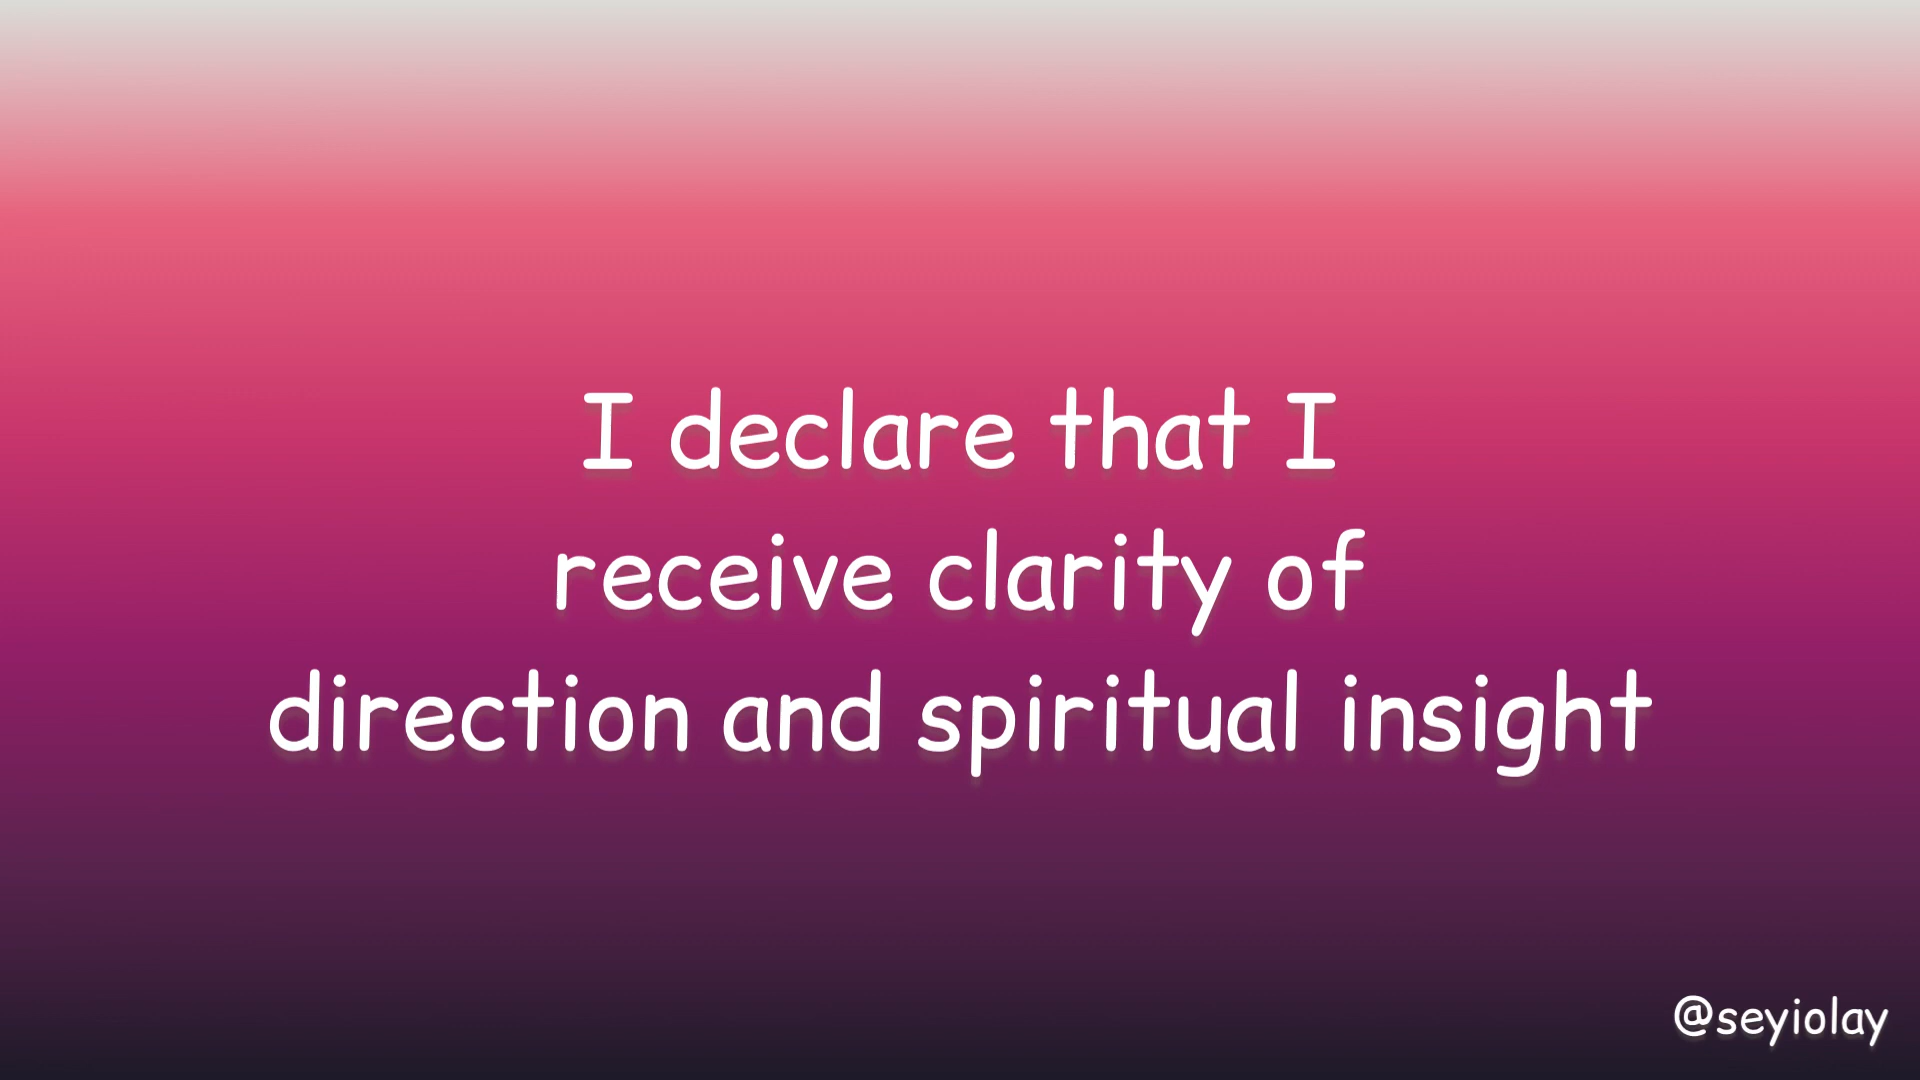 I declare that I
receive clarity of
direction and spiritual insight
@seyiolay